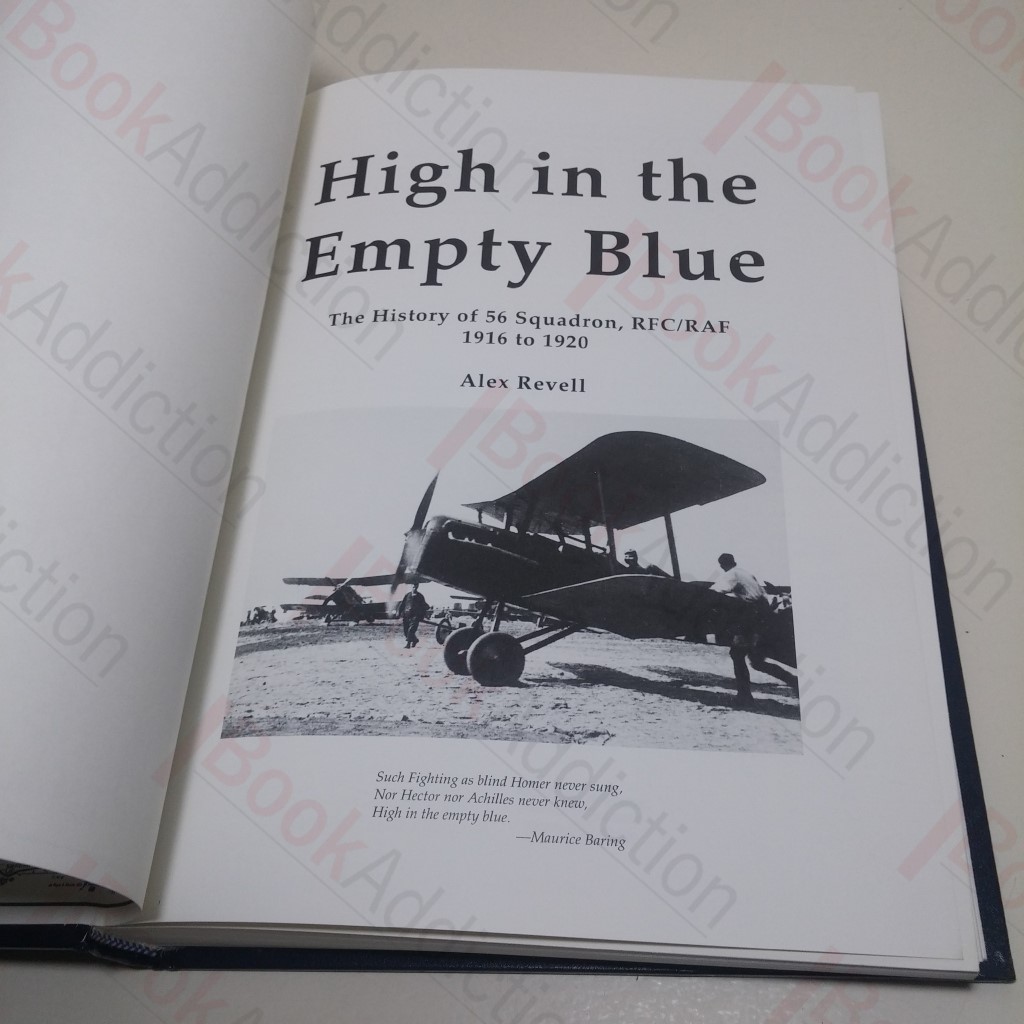 High in the
Empty Blue
The History of 56 Squadron, RFC/RAF
1916 to 1920
Alex Revell
Such Fighting as blind Homer never sung,
Nor Hector nor Achilles never knew,
High in the empty blue.
—Maurice Baring
BookAddiction